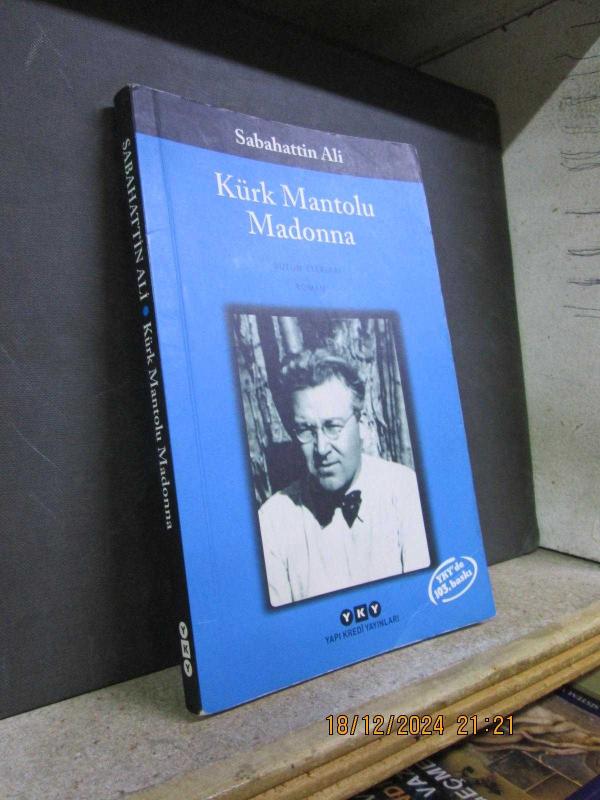 Sabahattin Ali
Kürk Mantolu
Madonna
BÜTÜN ESERLERİ
ROMAN
YKY'de
103. baskı
YKY
YAPI KREDİ YAYINLARI
SABAHATTİN ALİ • Kürk Mantolu Madonna
YKY
18/12/2024 21:21